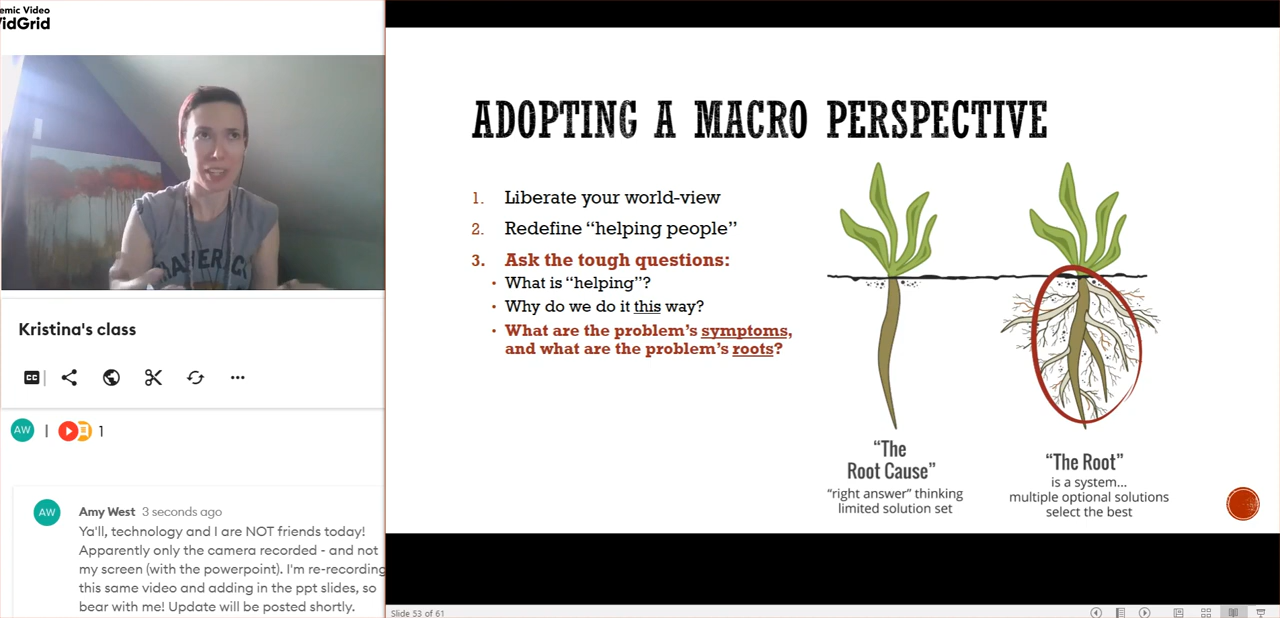 emic Video
VidGrid
Kristina's class
CC
AW
1
AW
Amy West 3 seconds ago
Ya'll, technology and I are NOT friends today!
Apparently only the camera recorded - and not
my screen (with the powerpoint). I'm re-recording
this same video and adding in the ppt slides, so
bear with me! Update will be posted shortly.
ADOPTING A MACRO PERSPECTIVE
1. Liberate your world-view
2. Redefine “helping people”
3. Ask the tough questions:
• What is “helping”?
• Why do we do it this way?
• What are the problem’s symptoms,
and what are the problem’s roots?
“The
Root Cause”
“right answer” thinking
limited solution set
“The Root”
is a system...
multiple optional solutions
select the best
Slide 53 of 61